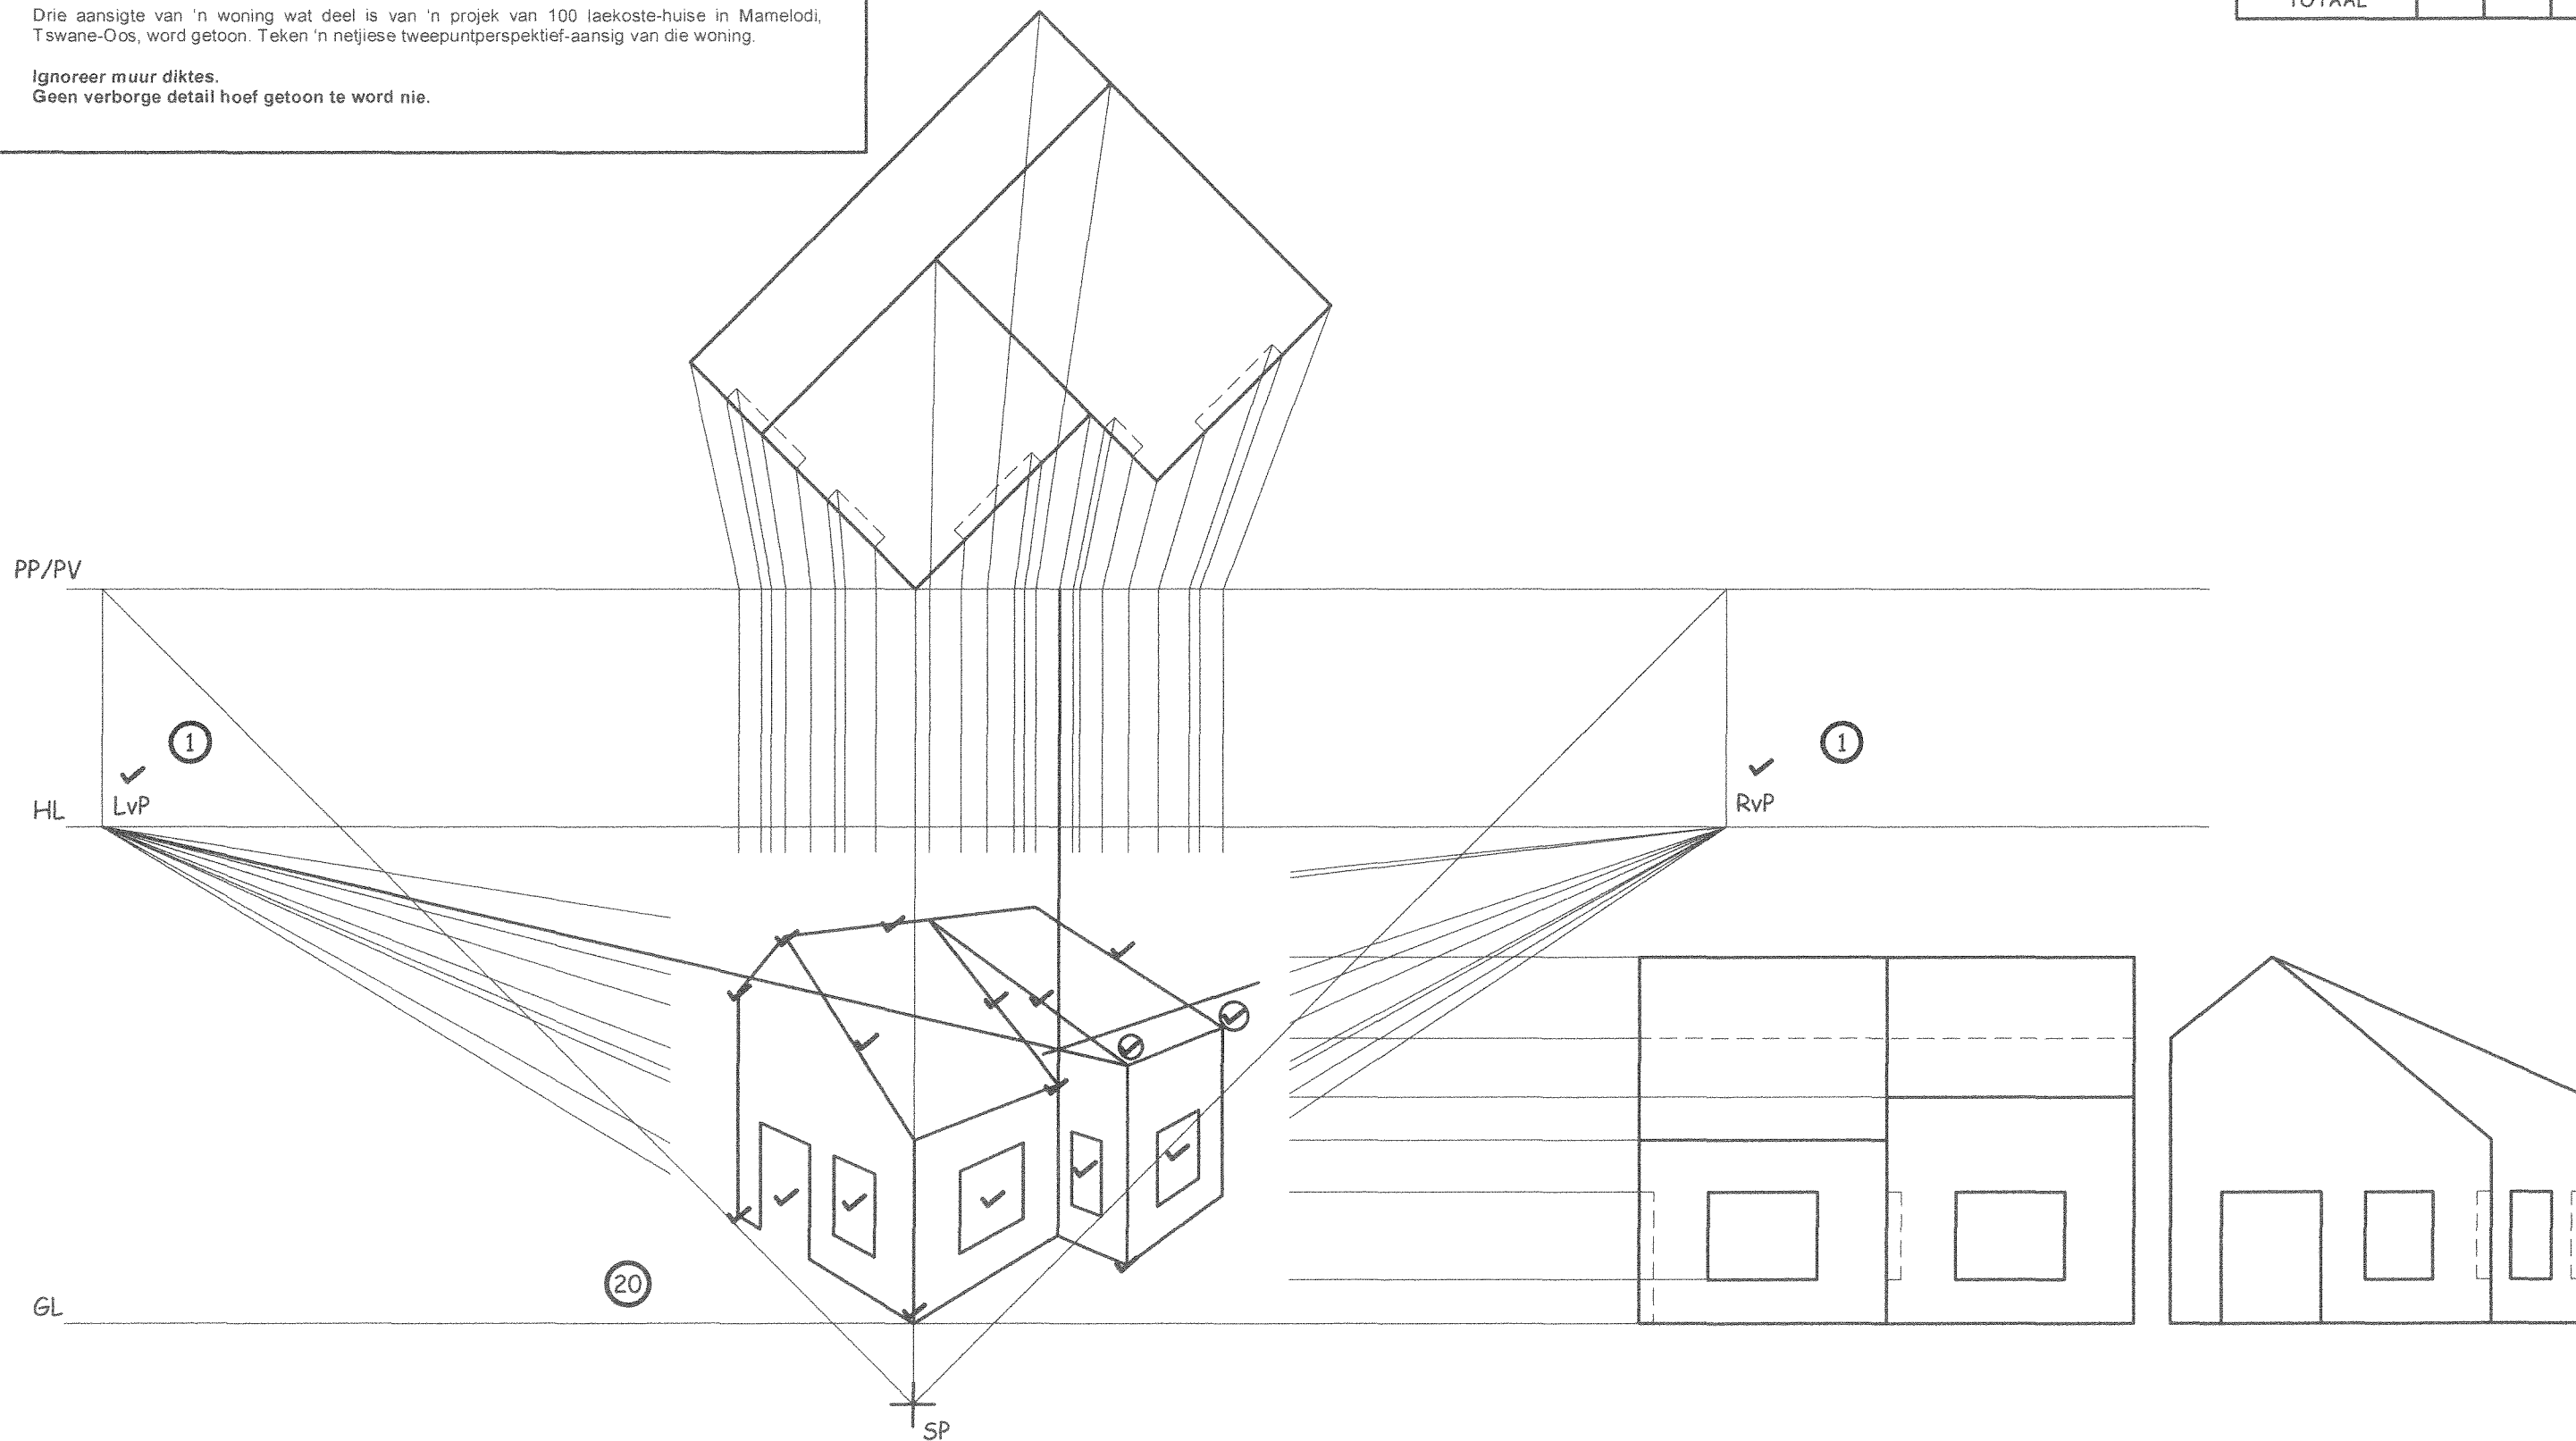 Drie aansigte van 'n woning wat deel is van 'n projek van 100 laekoste-huise in Mamelodi,
Tswane-Oos, word getoon. Teken 'n netjiese tweepuntperspektief-aansig van die woning.
Ignoreer muur diktes.
Geen verborge detail hoef getoon te word nie.
TOTAAL
PP/PV
1
1
HL
LvP
RvP
20
GL
SP